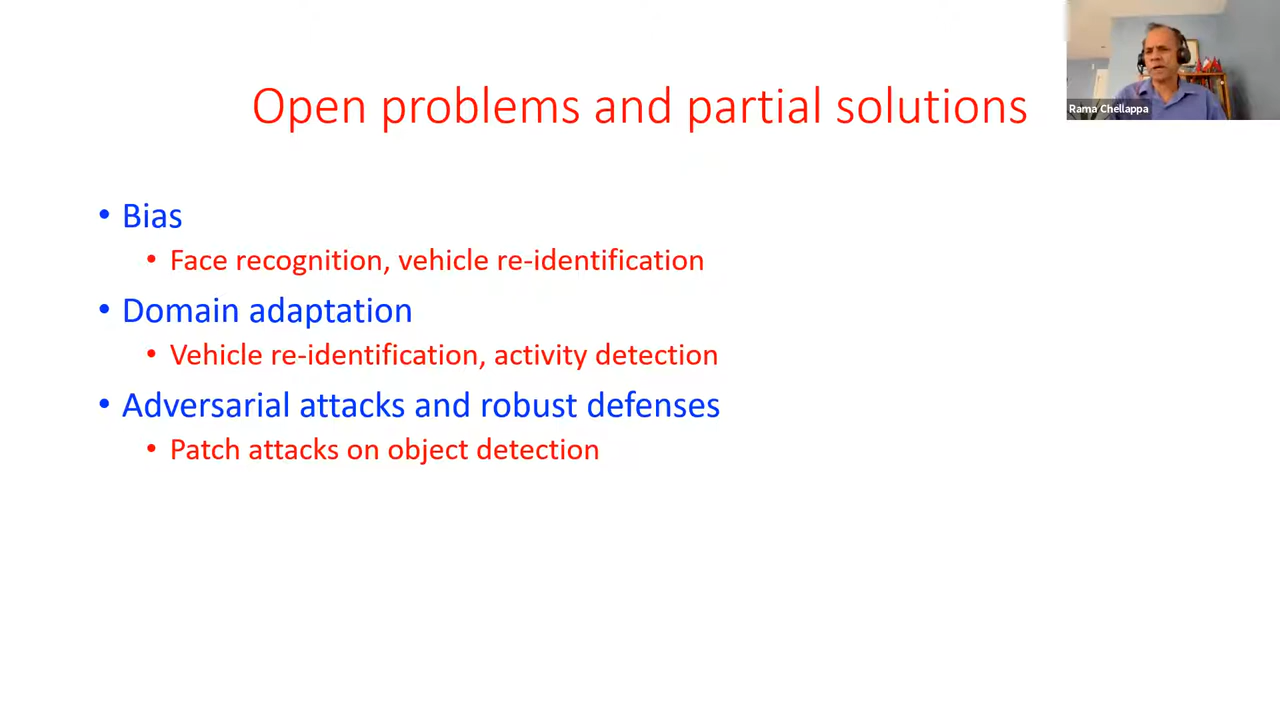 Open problems and partial solutions
Rama Chellappa
• Bias
• Face recognition, vehicle re-identification
• Domain adaptation
• Vehicle re-identification, activity detection
• Adversarial attacks and robust defenses
• Patch attacks on object detection